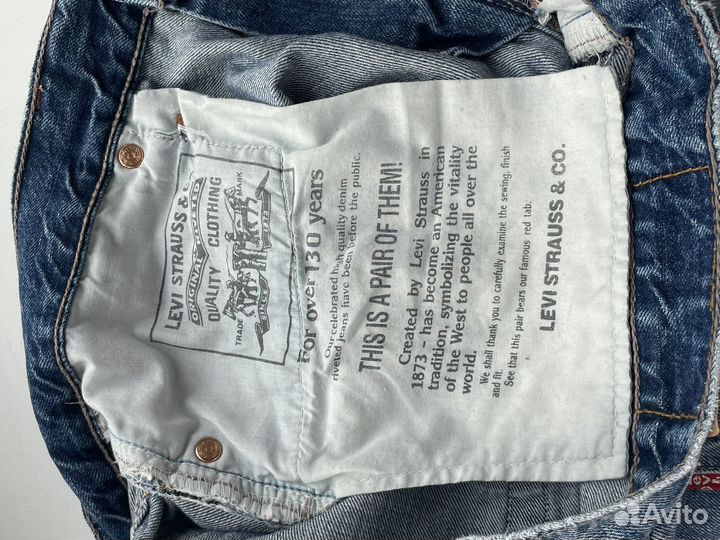 LEVI STRAUSS & C
ORIGINAL RIVETED
QUALITY CLOTHING
TRADE MARK
For over 130 years
Our celebrated high quality denim
riveted jeans have been before the public.
THIS IS A PAIR OF THEM!
Created by Levi Strauss in
1873 - has become an American
tradition, symbolizing the vitality
of the West to people all over the
world.
We shall thank you to carefully examine the sewing, finish
and fit.
See that this pair bears our famous red tab.
LEVI STRAUSS & CO.
Avito